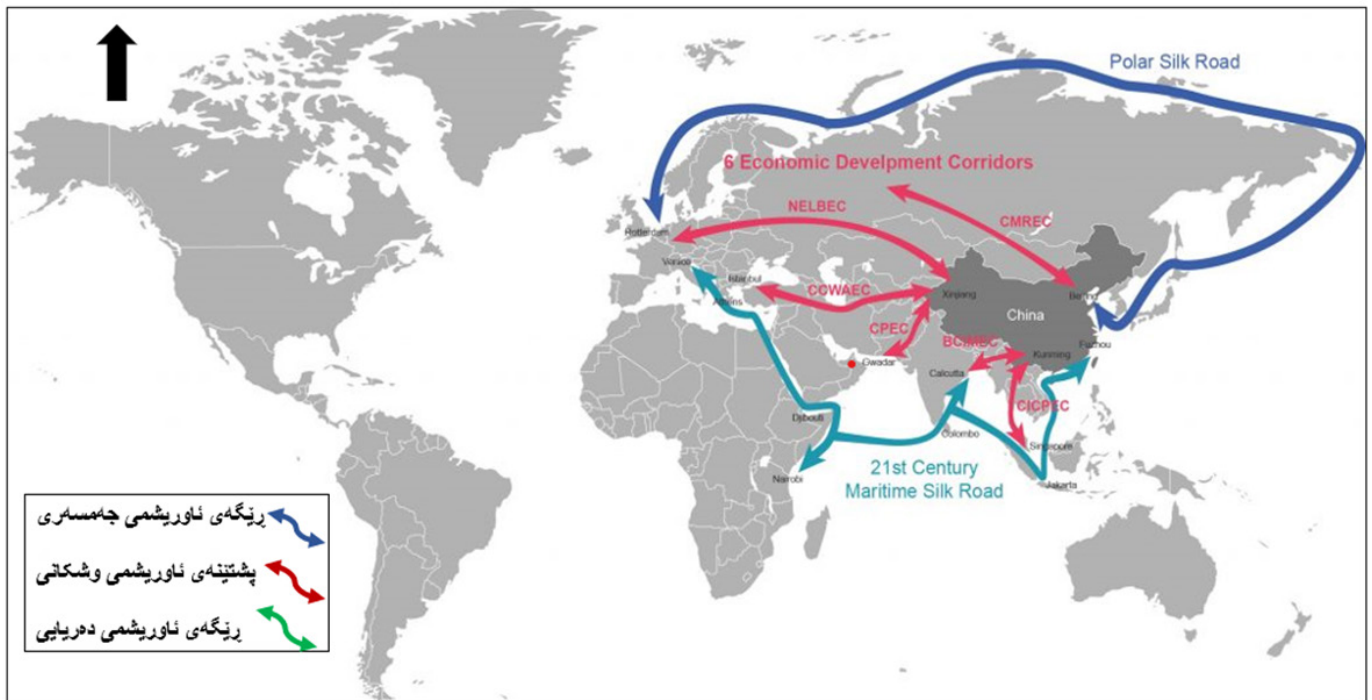 Polar Silk Road
6 Economic Develpment Corridors
NELBEC
CMREC
Rotterdam
Venice
Istanbul
Athens
CCWAEC
Xinjiang
Beijing
China
CPEC
Gwadar
BCIMEC
Kunming
Fuzhou
Calcutta
CICPEC
Djibouti
Colombo
Singapore
Nairobi
Jakarta
21st Century
Maritime Silk Road
ڕێگەی ئاوریشمی جەمسەری
پشتێنەی ئاوریشمی وشکانی
ڕێگەی ئاوریشمی دەریایی